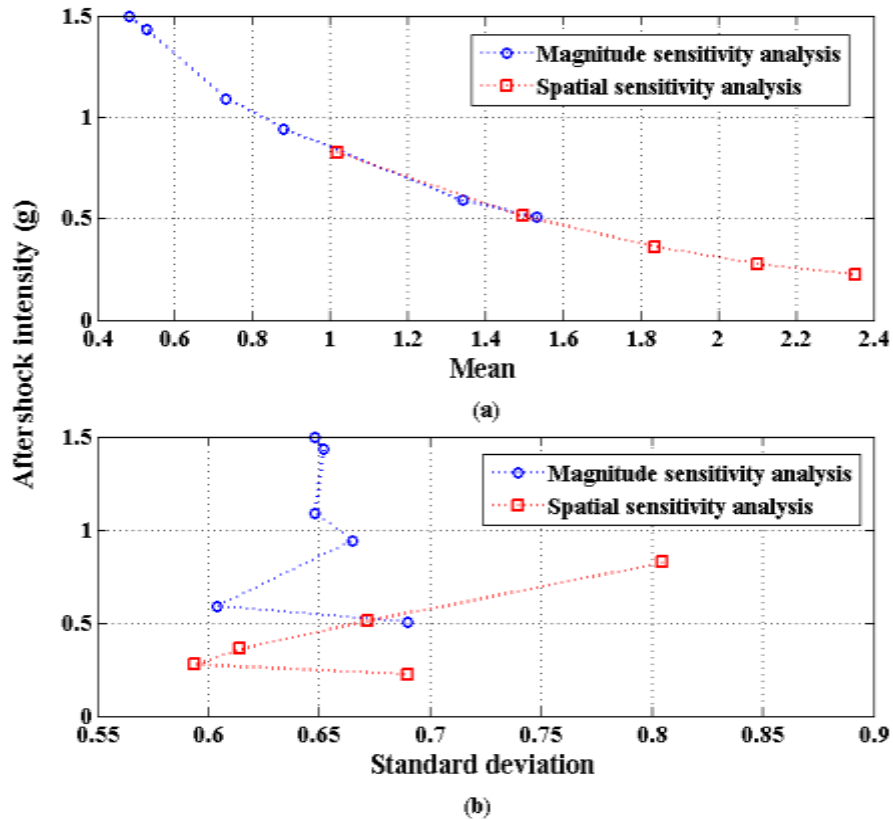 Aftershock intensity (g)
1.5
1
0.5
0
Magnitude sensitivity analysis
Spatial sensitivity analysis
0.4 0.6 0.8 1 1.2 1.4 1.6 1.8 2 2.2 2.4
Mean
(a)
1.5
1
0.5
0
Magnitude sensitivity analysis
Spatial sensitivity analysis
0.55 0.6 0.65 0.7 0.75 0.8 0.85 0.9
Standard deviation
(b)